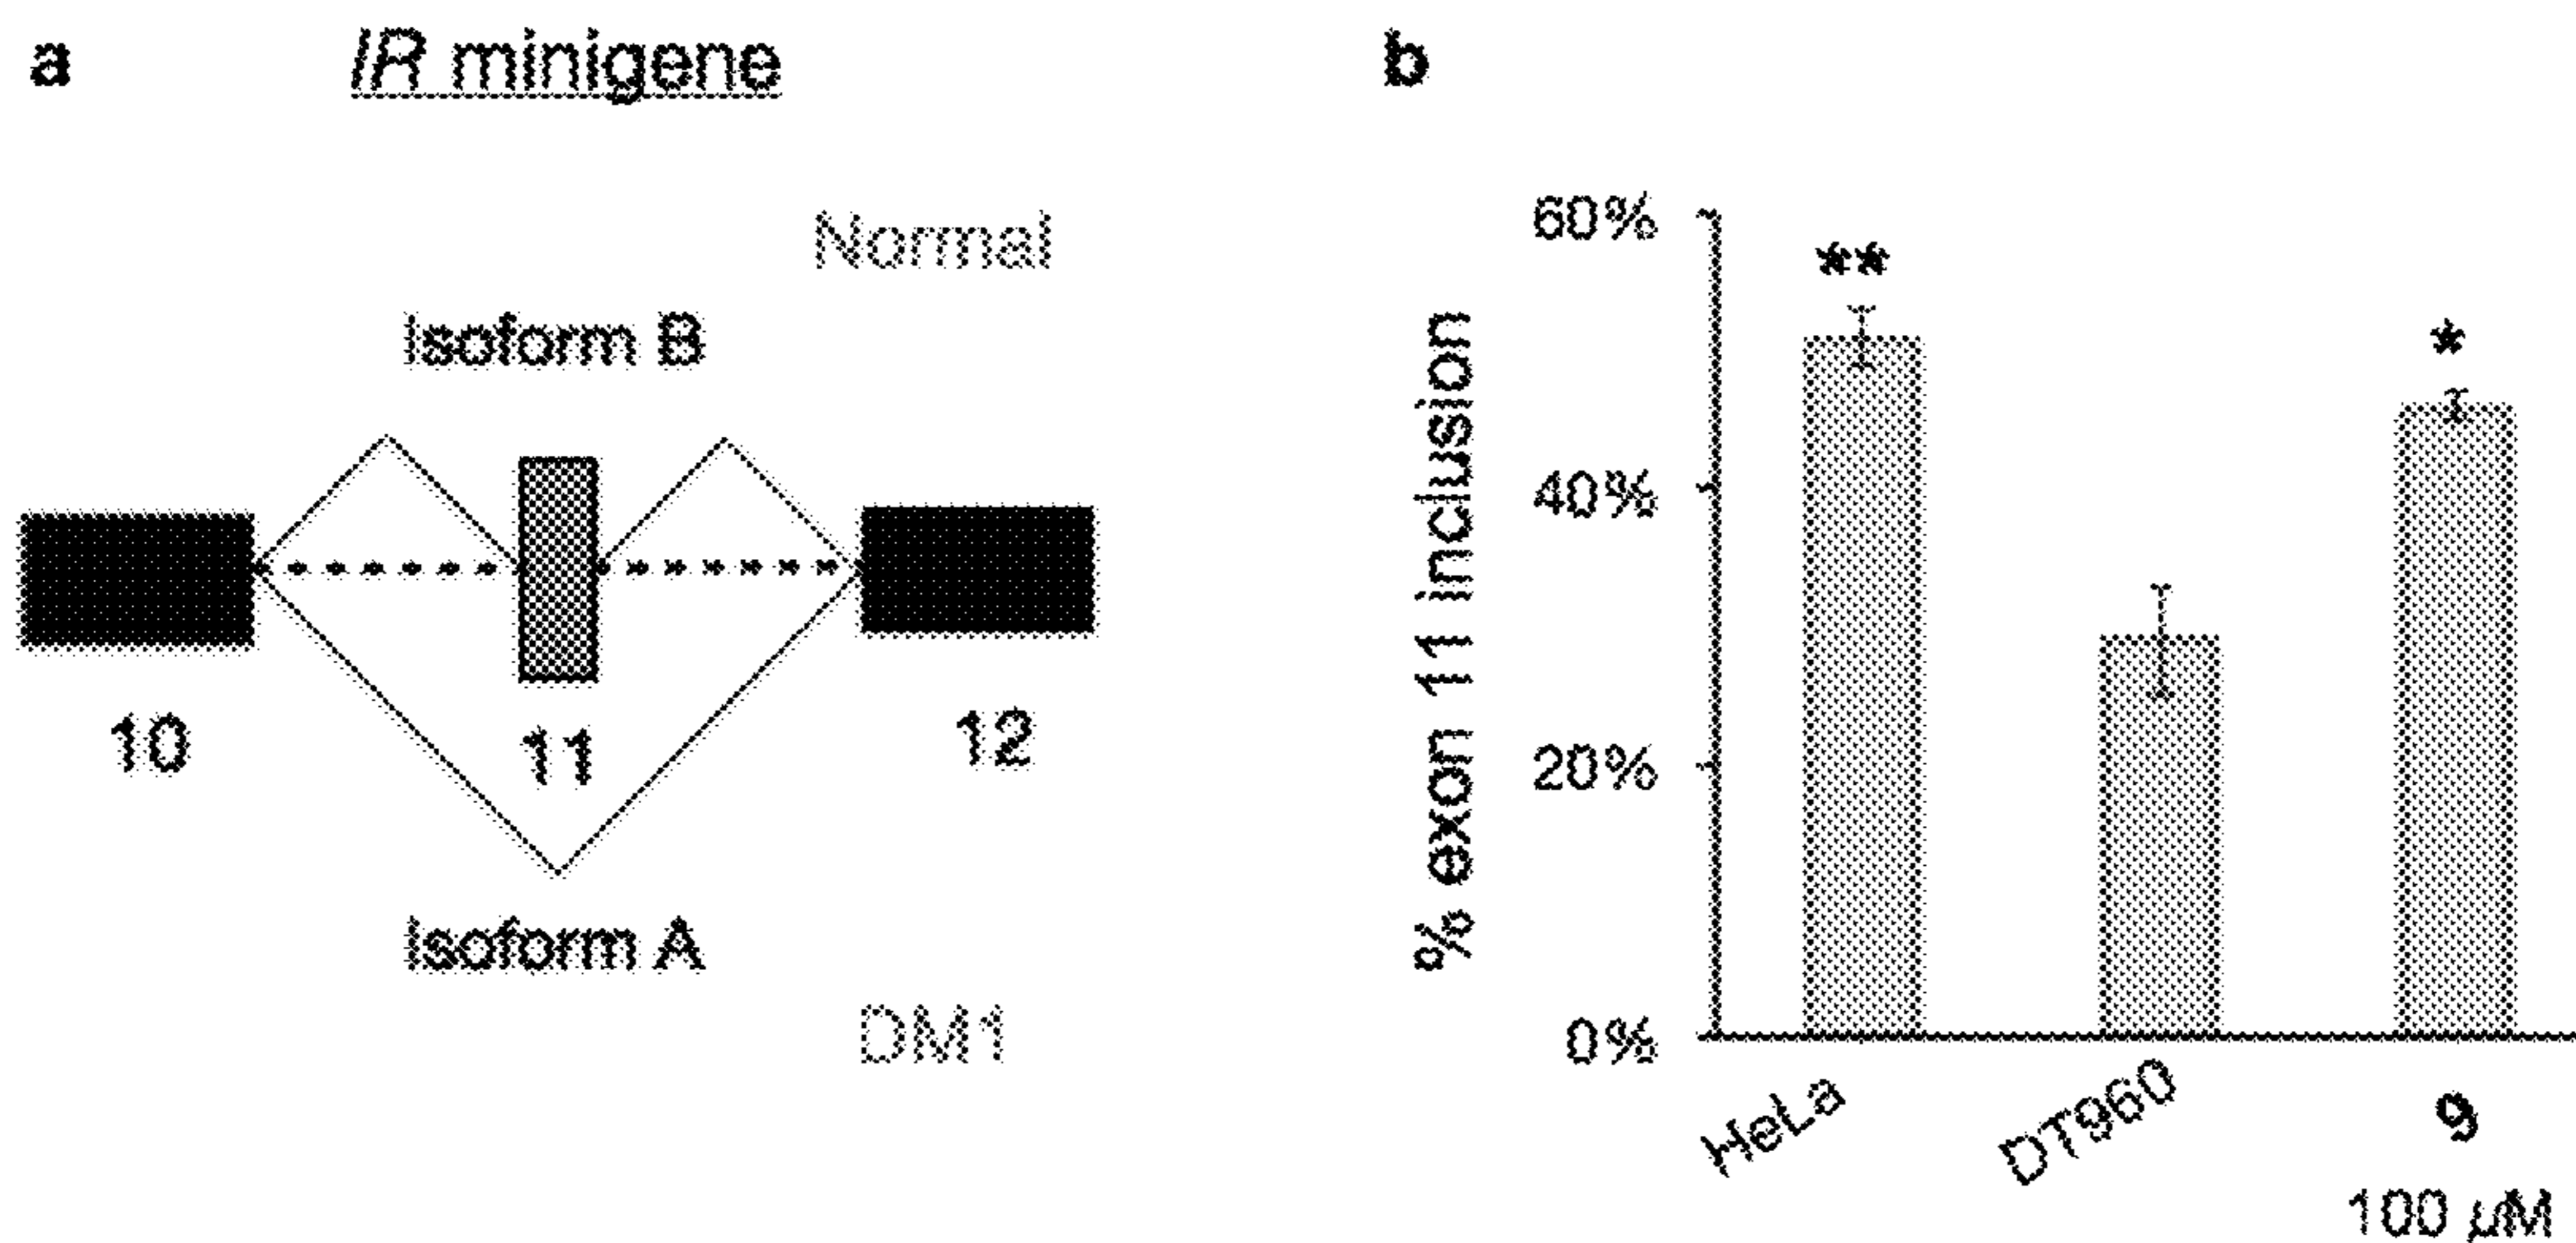 a
IR minigene
Normal
Isoform B
10
11
12
Isoform A
DM1
b
% exon 11 inclusion
60%
40%
20%
0%
**
*
HeLa
DT960
9
100 µM